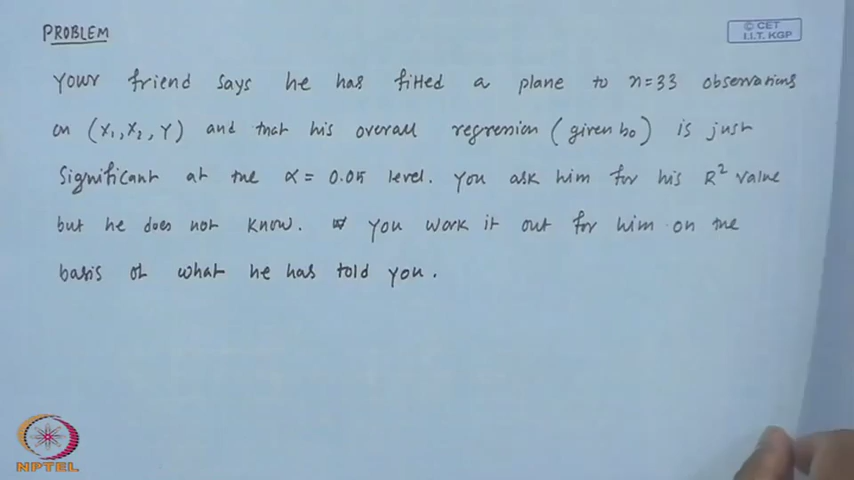 PROBLEM
© CET
I.I.T. KGP
Your friend says he has fitted a plane to n=33 observations
on (X₁, X₂, Y) and that his overall regression (given b₀) is just
Significant at the α = 0.05 level. You ask him for his R² value
but he does not know. You work it out for him on the
basis of what he has told you.
NPTEL